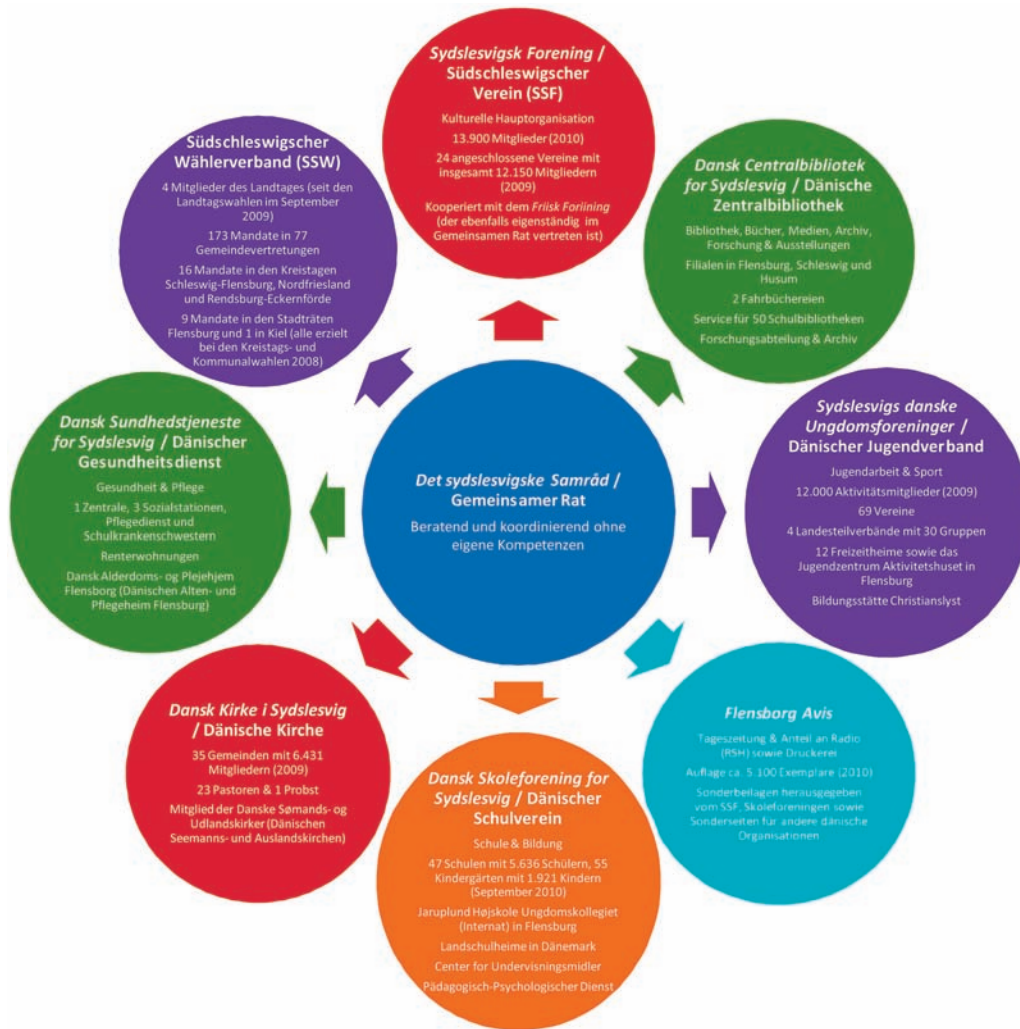 Sydslesvigsk Forening /
Südschleswigscher
Verein (SSF)
Kulturelle Hauptorganisation
13.900 Mitglieder (2010)
24 angeschlossene Vereine mit
insgesamt 12.150 Mitgliedern
(2009)
Kooperiert mit dem Friisk Foriining
(der ebenfalls eigenständig im
Gemeinsamen Rat vertreten ist)
Dansk Centralbibliotek
for Sydslesvig / Dänische
Zentralbibliothek
Bibliothek, Bücher, Medien, Archiv,
Forschung & Ausstellungen
Filialen in Flensburg, Schleswig und
Husum
2 Fahrbüchereien
Service für 50 Schulbibliotheken
Forschungsabteilung & Archiv
Sydslesvigs danske
Ungdomsforeninger
/ Dänischer Jugendverband
Jugendarbeit & Sport
12.000 Aktivitätsmitglieder (2009)
69 Vereine
4 Landesteilverbände mit 30 Gruppen
12 Freizeitheime sowie das
Jugendzentrum Aktivitetshuset in
Flensburg
Bildungsstätte Christianslyst
Flensborg Avis
Tageszeitung & Anteil an Radio
(RSH) sowie Druckerei
Auflage ca. 5.100 Exemplare (2010)
Sonderbeilagen herausgegeben
vom SSF, Skoleforeningen sowie
Sonderseiten für andere dänische
Organisationen
Dansk Skoleforening for
Sydslesvig / Dänischer
Schulverein
Schule & Bildung
47 Schulen mit 5.636 Schülern, 55
Kindergärten mit 1.921 Kindern
(September 2010)
Jaruplund Højskole Ungdomskollegiet
(Internat) in Flensburg
Landschulheime in Dänemark
Center for Undervisningsmidler
Pädagogisch-Psychologischer Dienst
Dansk Kirke i Sydslesvig
/ Dänische Kirche
35 Gemeinden mit 6.431
Mitgliedern (2009)
23 Pastoren & 1 Probst
Mitglied der Danske Sømands- og
Udlandskirker (Dänischen
Seemanns- und Auslandskirchen)
Dansk Sundhedstjeneste
for Sydslesvig / Dänischer
Gesundheitsdienst
Gesundheit & Pflege
1 Zentrale, 3 Sozialstationen,
Pflegedienst und
Schulkrankenschwestern
Renterwohnungen
Dansk Alderdoms- og Plejehjem
Flensborg (Dänischen Alten- und
Pflegeheim Flensburg)
Südschleswigscher
Wählerverband (SSW)
4 Mitglieder des Landtages (seit den
Landtagswahlen im September
2009)
173 Mandate in 77
Gemeindevertretungen
16 Mandate in den Kreistagen
Schleswig-Flensburg, Nordfriesland
und Rendsburg-Eckernförde
9 Mandate in den Stadträten
Flensburg und 1 in Kiel (alle erzielt
bei den Kreistags- und
Kommunalwahlen 2008)
Det sydslesvigske Samråd /
Gemeinsamer Rat
Beratend und koordinierend ohne
eigene Kompetenzen